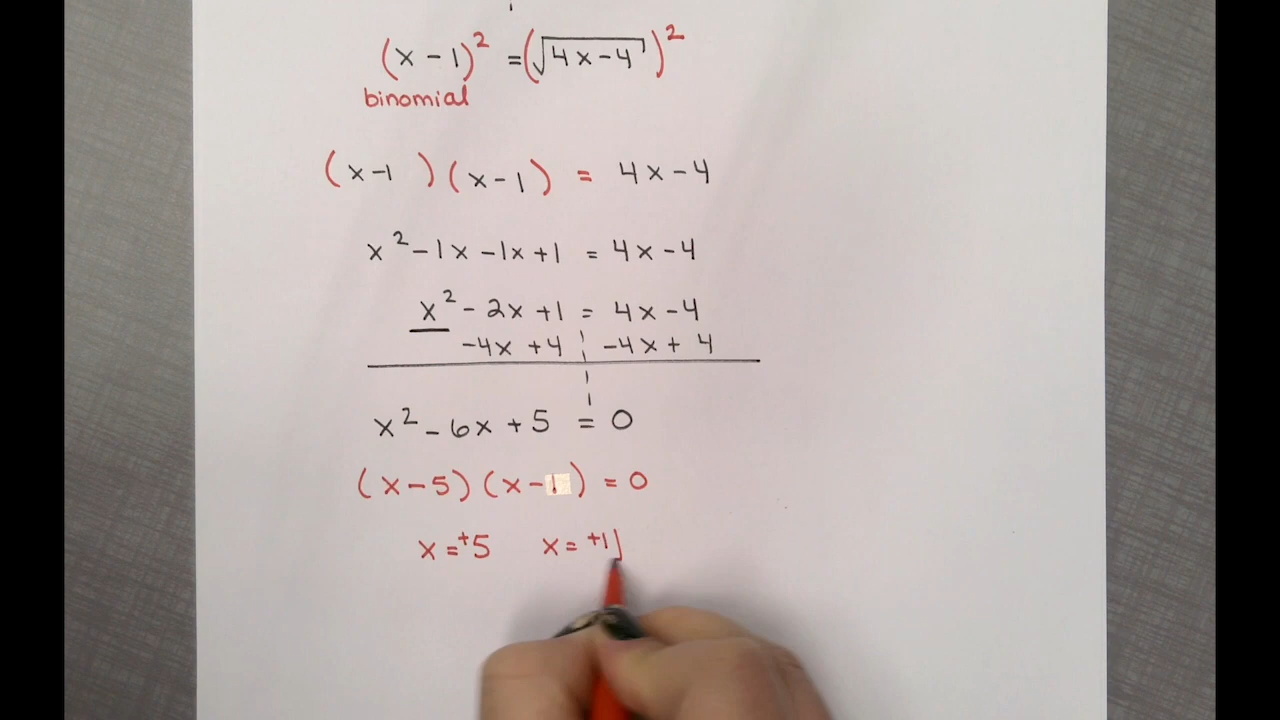 (x - 1)² = (√4x-4)²
binomial
(x-1)(x-1) = 4x-4
x² -1x -1x +1 = 4x-4
x² - 2x +1 = 4x-4
-4x +4 -4x + 4
x² - 6x + 5 = 0
(x-5)(x-1) = 0
x = +5 x = +1